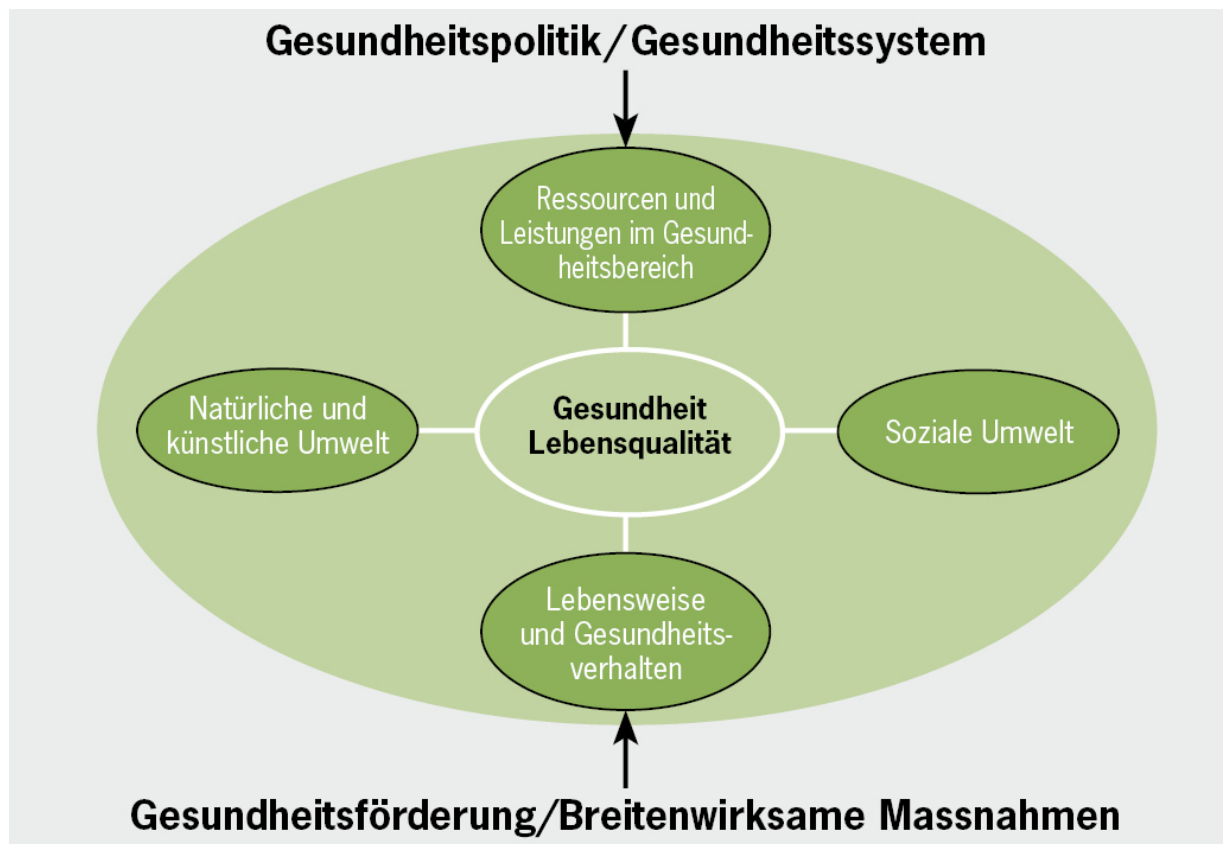 Gesundheitspolitik/Gesundheitssystem
Ressourcen und
Leistungen im Gesund-
heitsbereich
Natürliche und
künstliche Umwelt
Gesundheit
Lebensqualität
Soziale Umwelt
Lebensweise
und Gesundheits-
verhalten
Gesundheitsförderung/Breitenwirksame Massnahmen